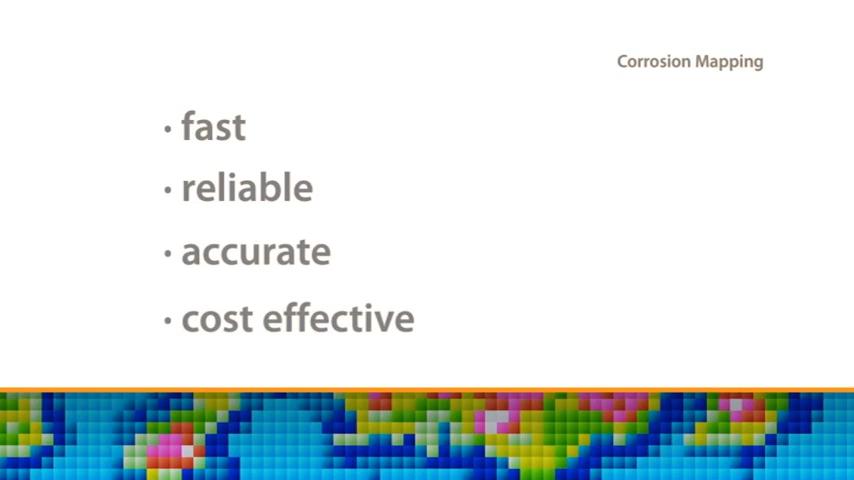 Corrosion Mapping
· fast
· reliable
· accurate
· cost effective